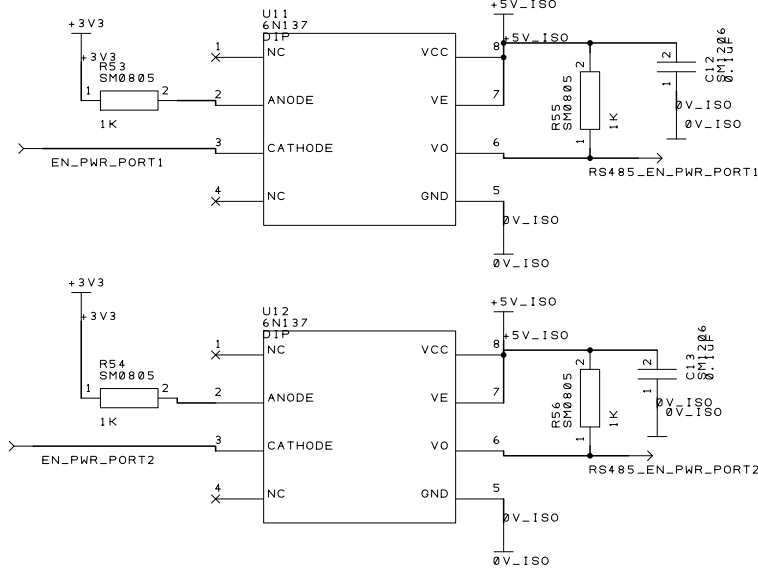 U11
6N137
DIP
+3V3
+3V3
R53
SM0805
1
2
1K
EN_PWR_PORT1
1
NC
2
ANODE
3
CATHODE
4
NC
VCC
8
VE
7
VO
6
GND
5
+5V_ISO
+5V_ISO
R55
SM0805
2
1
1K
2
1
C12
SM1206
0.1uF
0V_ISO
0V_ISO
RS485_EN_PWR_PORT1
0V_ISO
0V_ISO
U12
6N137
DIP
+3V3
+3V3
R54
SM0805
1
2
1K
EN_PWR_PORT2
1
NC
2
ANODE
3
CATHODE
4
NC
VCC
8
VE
7
VO
6
GND
5
+5V_ISO
+5V_ISO
R56
SM0805
2
1
1K
2
1
C13
SM1206
0.1uF
0V_ISO
0V_ISO
RS485_EN_PWR_PORT2
0V_ISO
0V_ISO